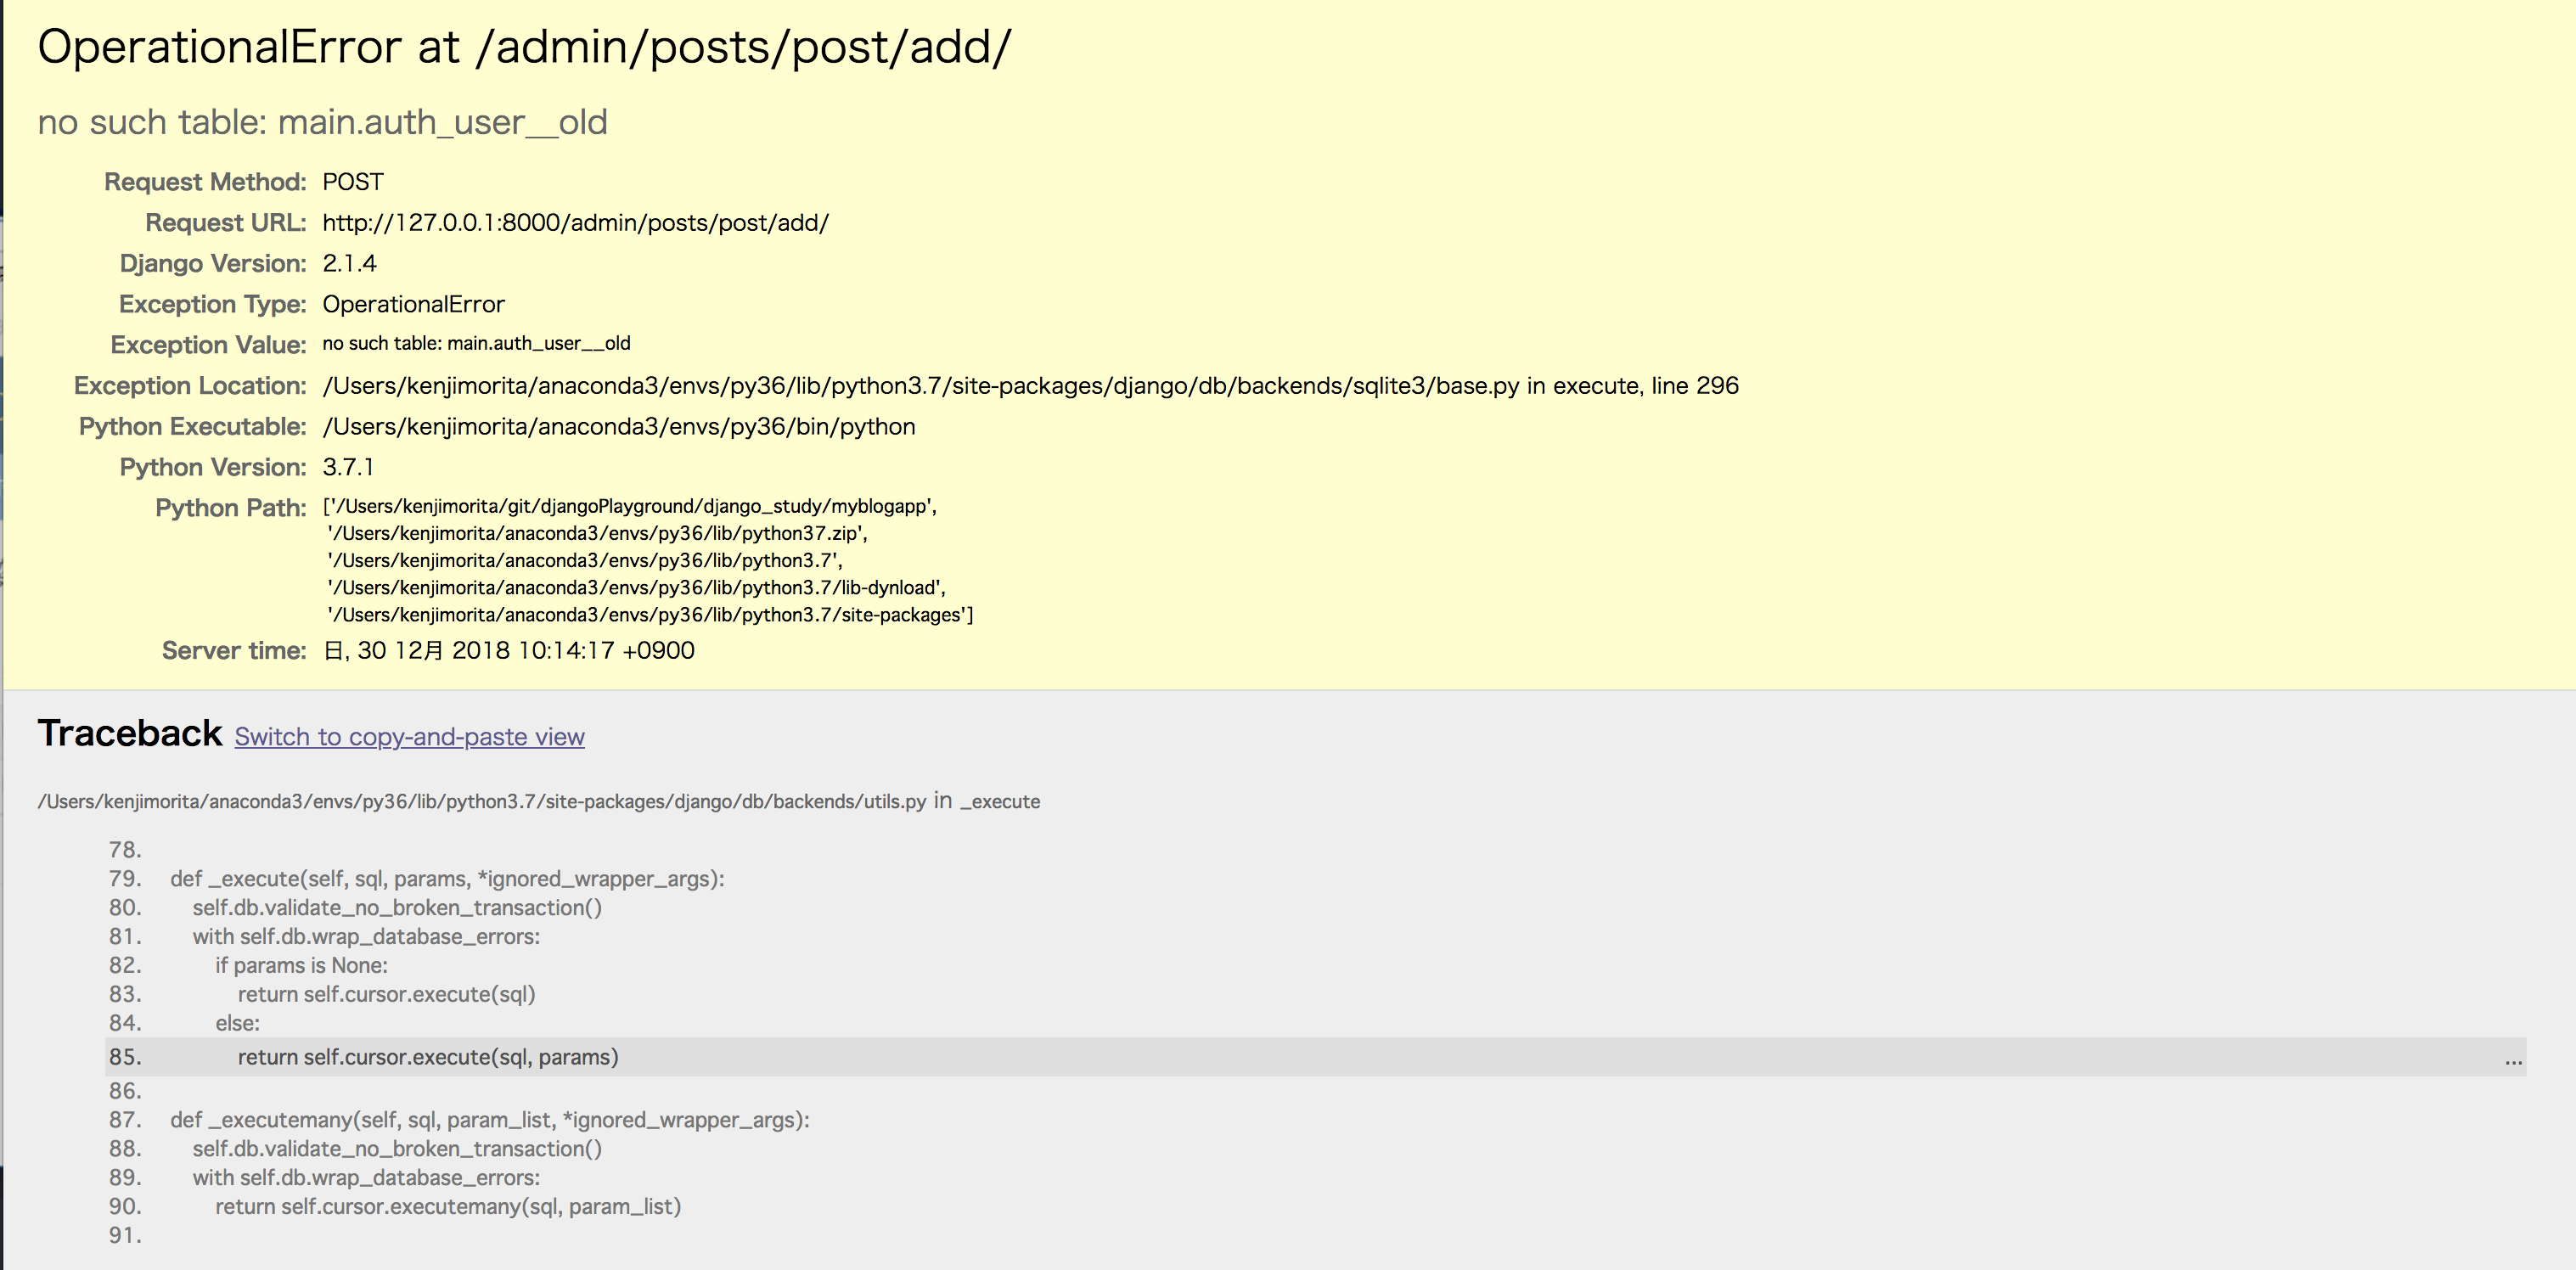 OperationalError at /admin/posts/post/add/
no such table: main.auth_user__old
Request Method: POST
Request URL: http://127.0.0.1:8000/admin/posts/post/add/
Django Version: 2.1.4
Exception Type: OperationalError
Exception Value: no such table: main.auth_user__old
Exception Location: /Users/kenjimorita/anaconda3/envs/py36/lib/python3.7/site-packages/django/db/backends/sqlite3/base.py in execute, line 296
Python Executable: /Users/kenjimorita/anaconda3/envs/py36/bin/python
Python Version: 3.7.1
Python Path: ['/Users/kenjimorita/git/djangoPlayground/django_study/myblogapp',
'/Users/kenjimorita/anaconda3/envs/py36/lib/python37.zip',
'/Users/kenjimorita/anaconda3/envs/py36/lib/python3.7',
'/Users/kenjimorita/anaconda3/envs/py36/lib/python3.7/lib-dynload',
'/Users/kenjimorita/anaconda3/envs/py36/lib/python3.7/site-packages']
Server time: 日, 30 12月 2018 10:14:17 +0900
Traceback Switch to copy-and-paste view
/Users/kenjimorita/anaconda3/envs/py36/lib/python3.7/site-packages/django/db/backends/utils.py in _execute
78.
79. def _execute(self, sql, params, *ignored_wrapper_args):
80. self.db.validate_no_broken_transaction()
81. with self.db.wrap_database_errors:
82. if params is None:
83. return self.cursor.execute(sql)
84. else:
85. return self.cursor.execute(sql, params) ...
86.
87. def _executemany(self, sql, param_list, *ignored_wrapper_args):
88. self.db.validate_no_broken_transaction()
89. with self.db.wrap_database_errors:
90. return self.cursor.executemany(sql, param_list)
91.